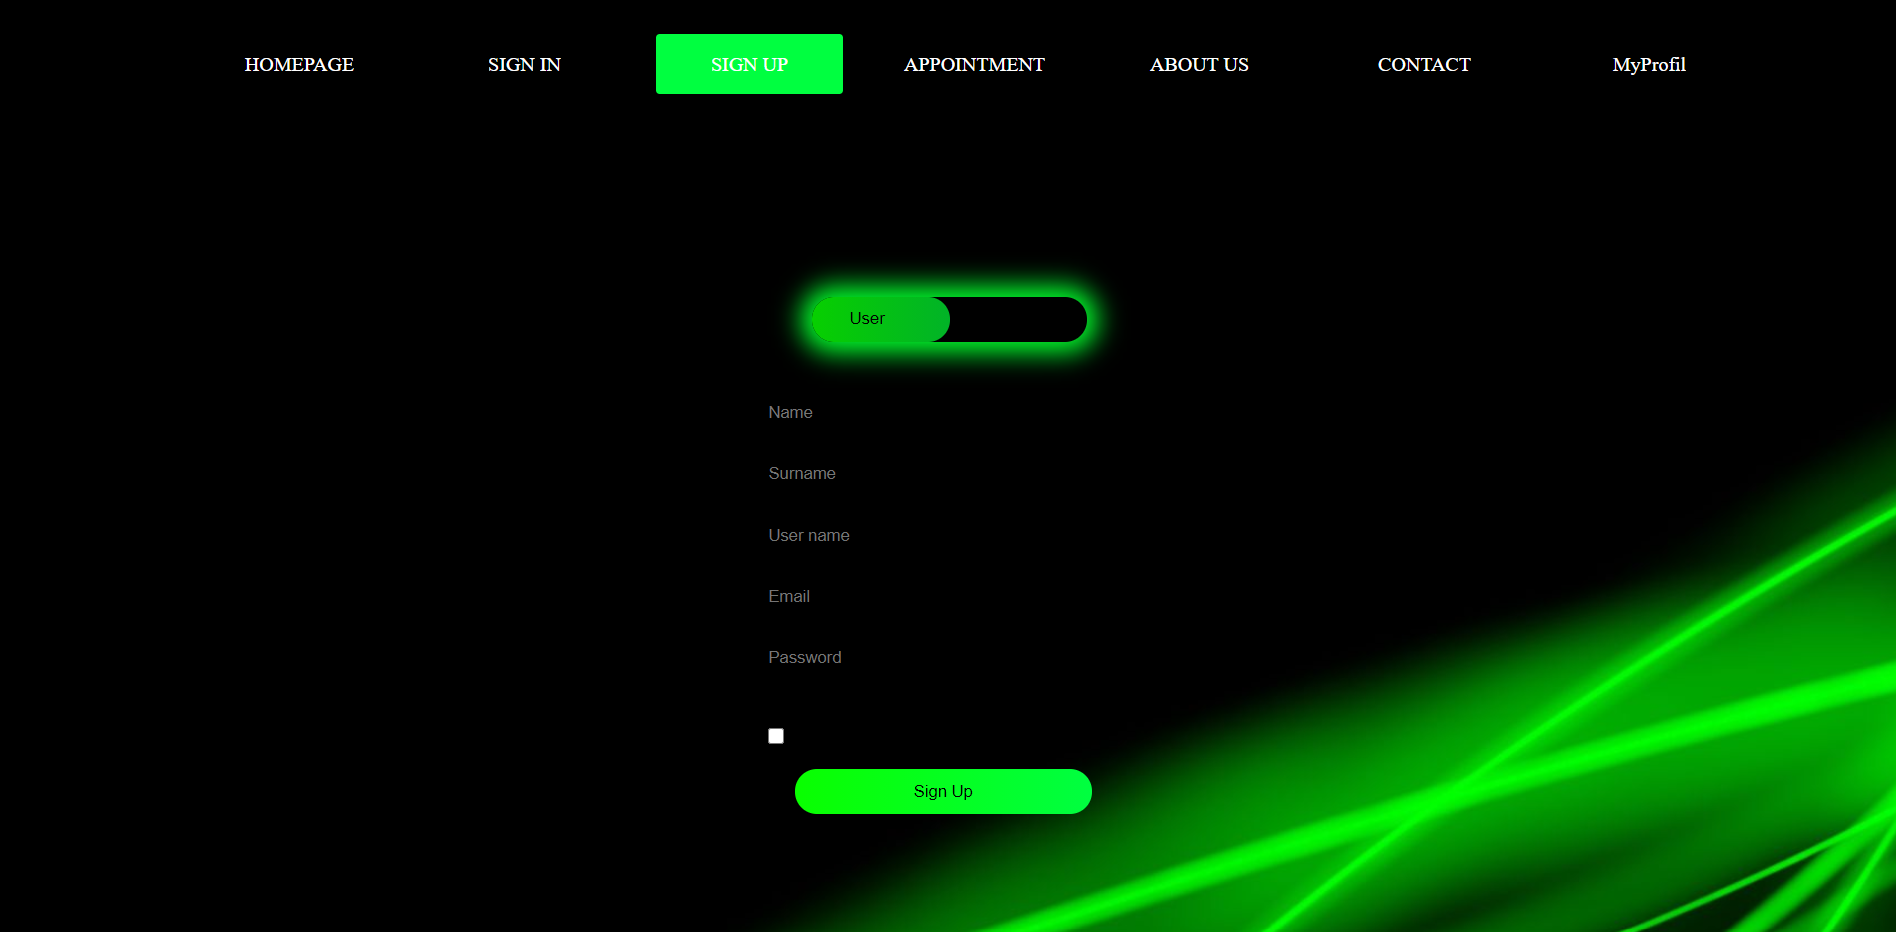 HOMEPAGE SIGN IN SIGN UP APPOINTMENT ABOUT US CONTACT MyProfil
User
Name
Surname
User name
Email
Password
Sign Up